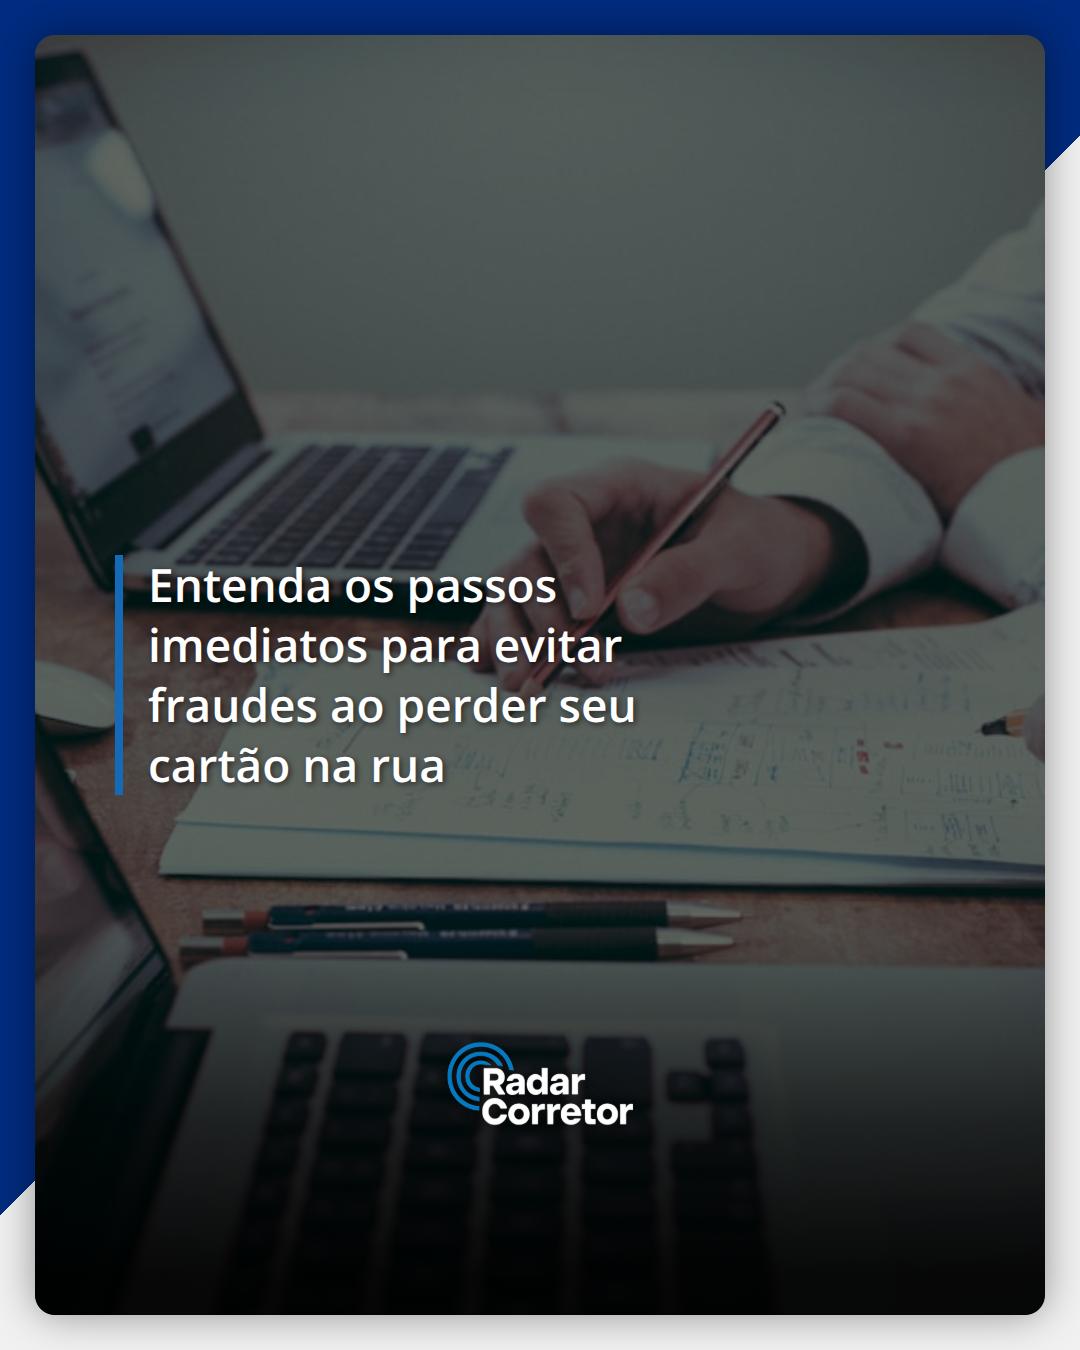 Entenda os passos
imediatos para evitar
fraudes ao perder seu
cartão na rua
Radar
Corretor